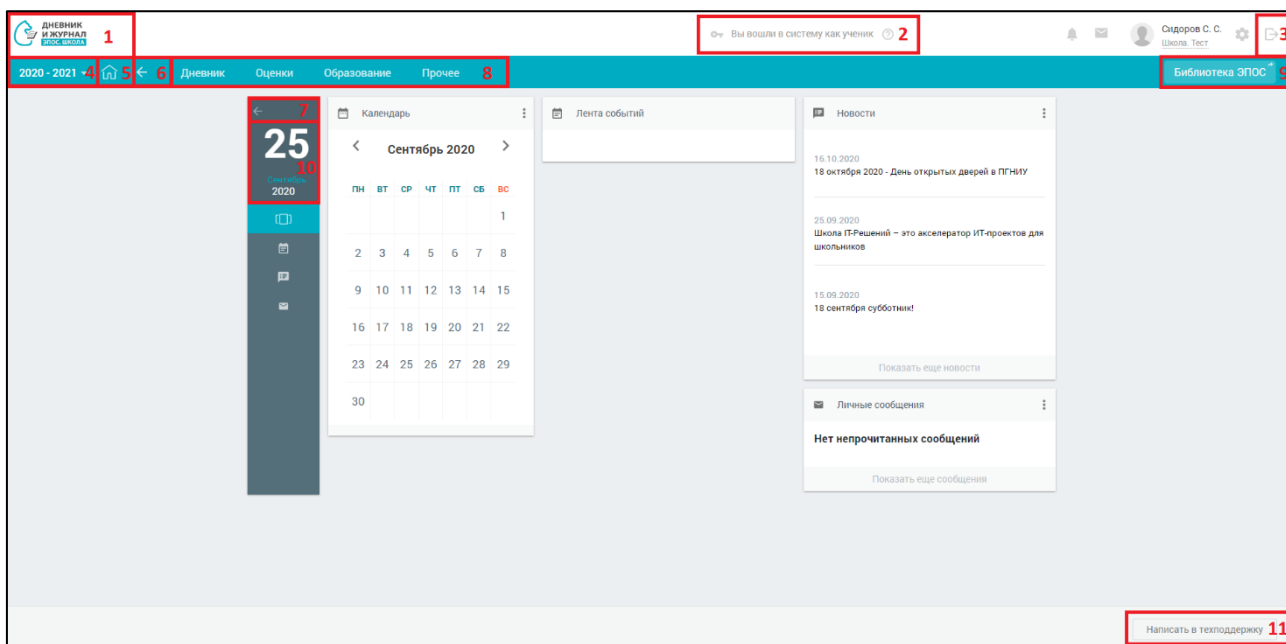 ДНЕВНИК
И ЖУРНАЛ
ЭПОС.ШКОЛА
1
Вы вошли в систему как ученик 2
Сидоров С. С.
Школа. Тест
3
2020 - 2021 4 5 6 Дневник Оценки Образование Прочее 8
Библиотека ЭПОС 9
7
25
10
Сентябрь
2020
Календарь
Сентябрь 2020
ПН ВТ СР ЧТ ПТ СБ ВС
1
2 3 4 5 6 7 8
9 10 11 12 13 14 15
16 17 18 19 20 21 22
23 24 25 26 27 28 29
30
Лента событий
Новости
16.10.2020
18 октября 2020 - День открытых дверей в ПГНИУ
25.09.2020
Школа IT-Решений – это акселератор ИТ-проектов для
школьников
15.09.2020
18 сентября субботник!
Показать еще новости
Личные сообщения
Нет непрочитанных сообщений
Показать еще сообщения
Написать в техподдержку 11